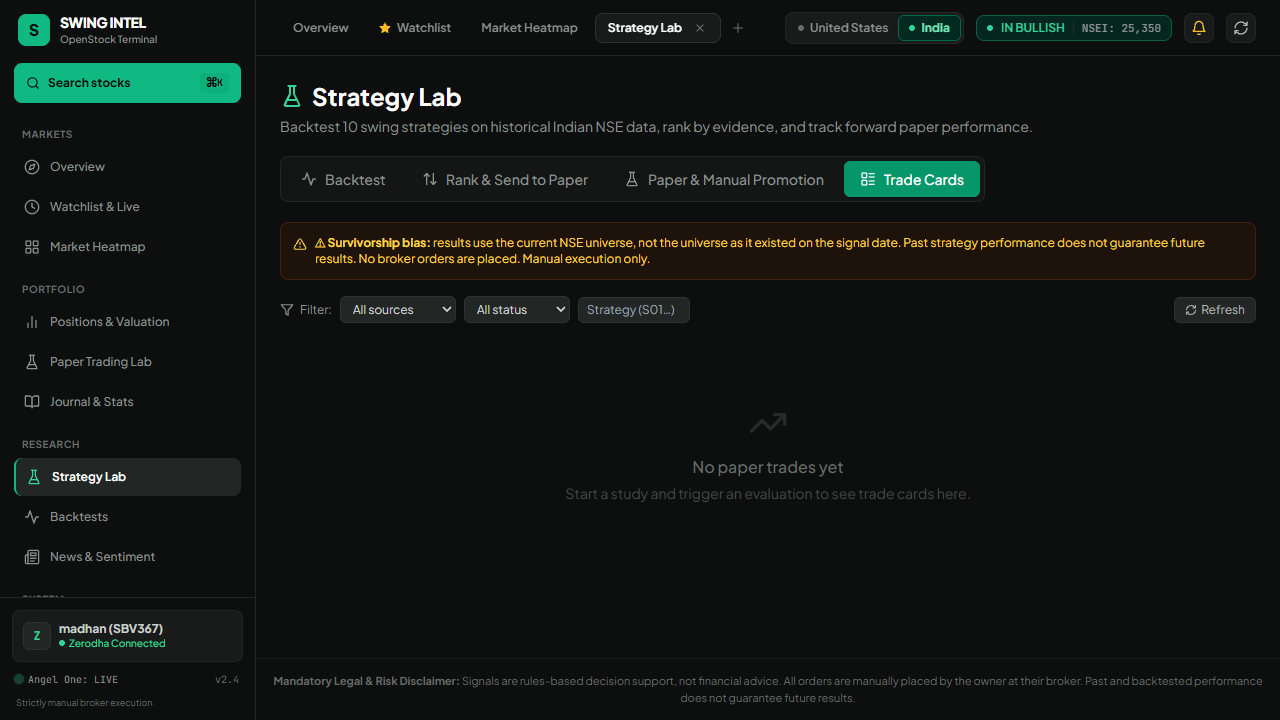 S
SWING INTEL
OpenStock Terminal
Search stocks ⌘K
MARKETS
Overview
Watchlist & Live
Market Heatmap
PORTFOLIO
Positions & Valuation
Paper Trading Lab
Journal & Stats
RESEARCH
Strategy Lab
Backtests
News & Sentiment
Z
madhan (SBV367)
Zerodha Connected
Angel One: LIVE v2.4
Strictly manual broker execution.
Overview Watchlist Market Heatmap Strategy Lab × + United States India IN BULLISH NSEI: 25,350
Strategy Lab
Backtest 10 swing strategies on historical Indian NSE data, rank by evidence, and track forward paper performance.
Backtest Rank & Send to Paper Paper & Manual Promotion Trade Cards
⚠ Survivorship bias: results use the current NSE universe, not the universe as it existed on the signal date. Past strategy performance does not guarantee future
results. No broker orders are placed. Manual execution only.
Filter: All sources All status Strategy (S01…) Refresh
No paper trades yet
Start a study and trigger an evaluation to see trade cards here.
Mandatory Legal & Risk Disclaimer: Signals are rules-based decision support, not financial advice. All orders are manually placed by the owner at their broker. Past and backtested performance
does not guarantee future results.